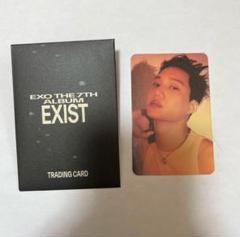 EXO THE 7TH
ALBUM
EXIST
TRADING CARD